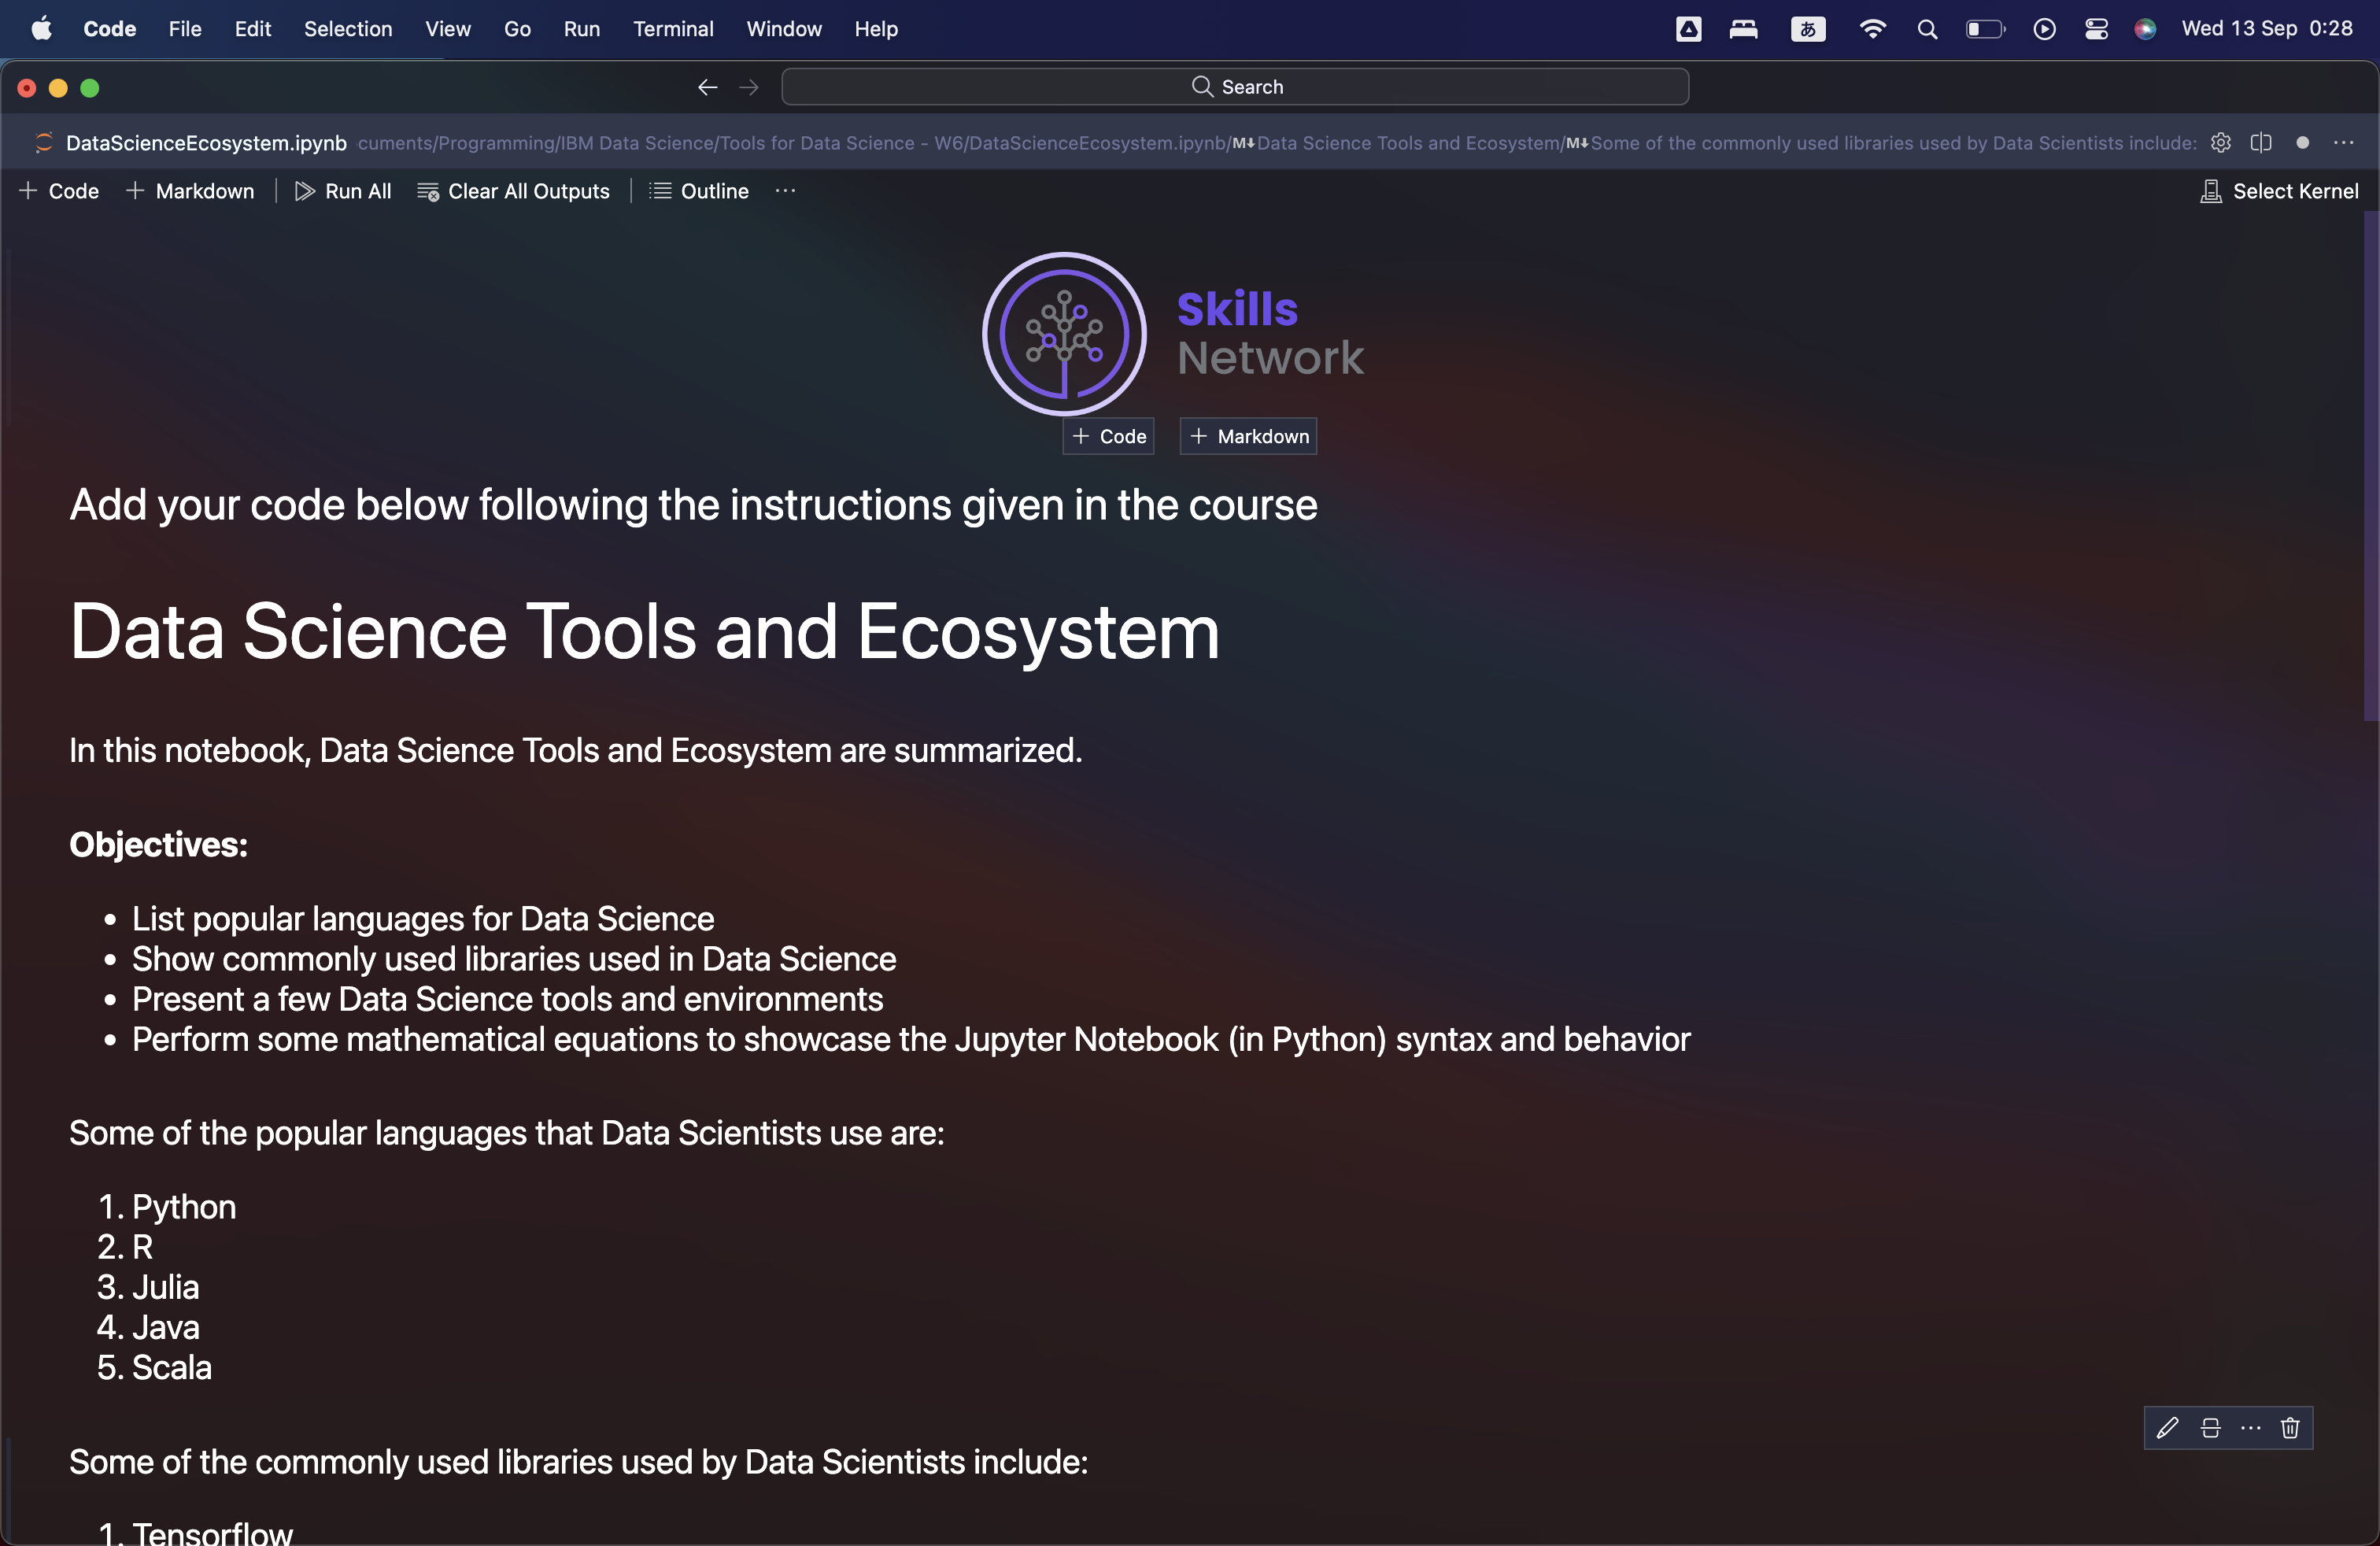 Code File Edit Selection View Go Run Terminal Window Help あ Wed 13 Sep 0:28
Search
DataScienceEcosystem.ipynb cuments/Programming/IBM Data Science/Tools for Data Science - W6/DataScienceEcosystem.ipynb/M↓Data Science Tools and Ecosystem/M↓Some of the commonly used libraries used by Data Scientists include: ...
+ Code + Markdown Run All Clear All Outputs Outline ... Select Kernel
Skills
Network
+ Code + Markdown
Add your code below following the instructions given in the course
Data Science Tools and Ecosystem
In this notebook, Data Science Tools and Ecosystem are summarized.
Objectives:
• List popular languages for Data Science
• Show commonly used libraries used in Data Science
• Present a few Data Science tools and environments
• Perform some mathematical equations to showcase the Jupyter Notebook (in Python) syntax and behavior
Some of the popular languages that Data Scientists use are:
1. Python
2. R
3. Julia
4. Java
5. Scala
Some of the commonly used libraries used by Data Scientists include:
1. Tensorflow